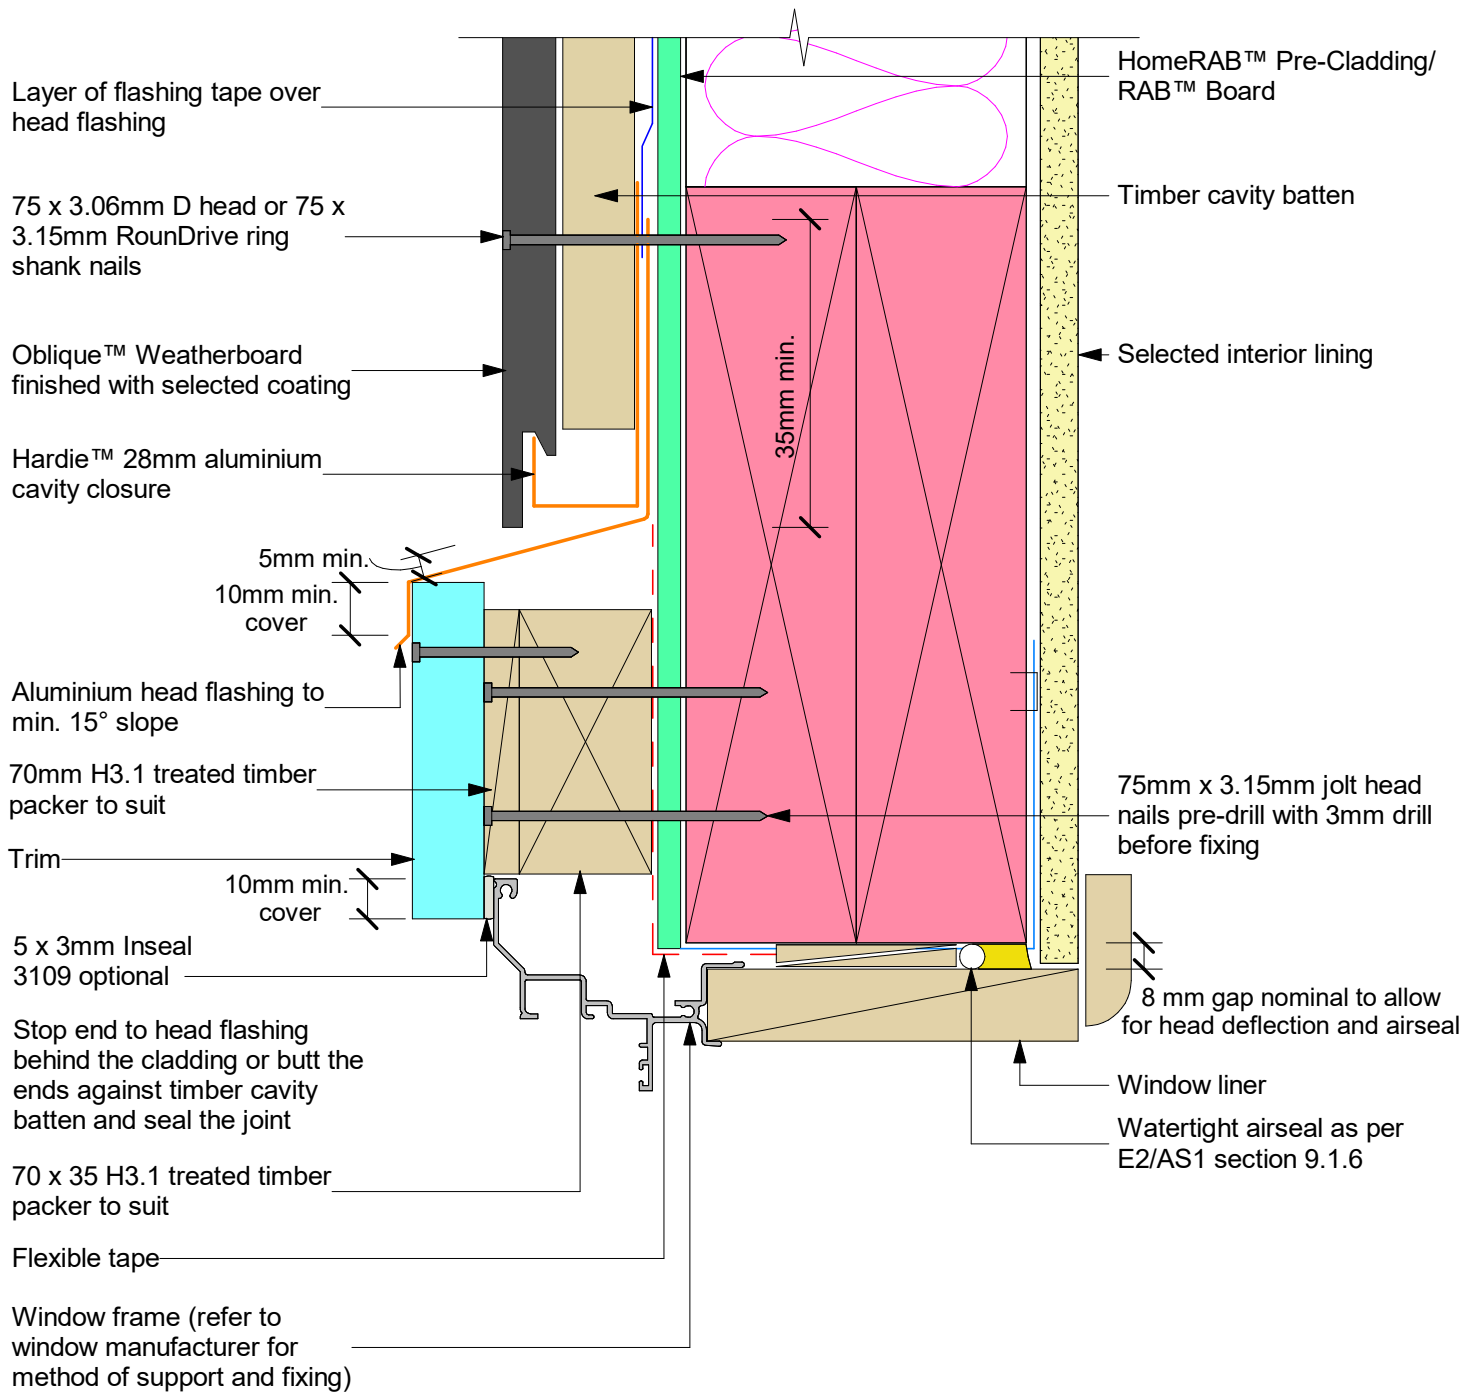 Layer of flashing tape over
head flashing
75 x 3.06mm D head or 75 x
3.15mm RounDrive ring
shank nails
Oblique™ Weatherboard
finished with selected coating
Hardie™ 28mm aluminium
cavity closure
5mm min.
10mm min.
cover
Aluminium head flashing to
min. 15° slope
70mm H3.1 treated timber
packer to suit
Trim
10mm min.
cover
5 x 3mm Inseal
3109 optional
Stop end to head flashing
behind the cladding or butt the
ends against timber cavity
batten and seal the joint
70 x 35 H3.1 treated timber
packer to suit
Flexible tape
Window frame (refer to
window manufacturer for
method of support and fixing)
35mm min.
HomeRAB™ Pre-Cladding/
RAB™ Board
Timber cavity batten
Selected interior lining
75mm x 3.15mm jolt head
nails pre-drill with 3mm drill
before fixing
8 mm gap nominal to allow
for head deflection and airseal
Window liner
Watertight airseal as per
E2/AS1 section 9.1.6